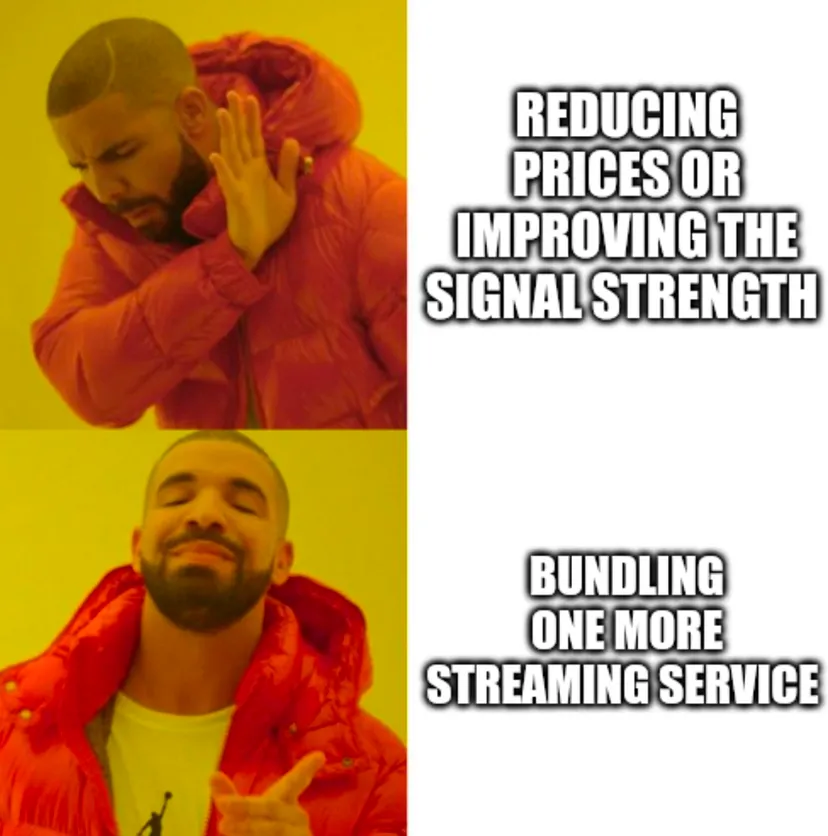 REDUCING
PRICES OR
IMPROVING THE
SIGNAL STRENGTH
BUNDLING
ONE MORE
STREAMING SERVICE